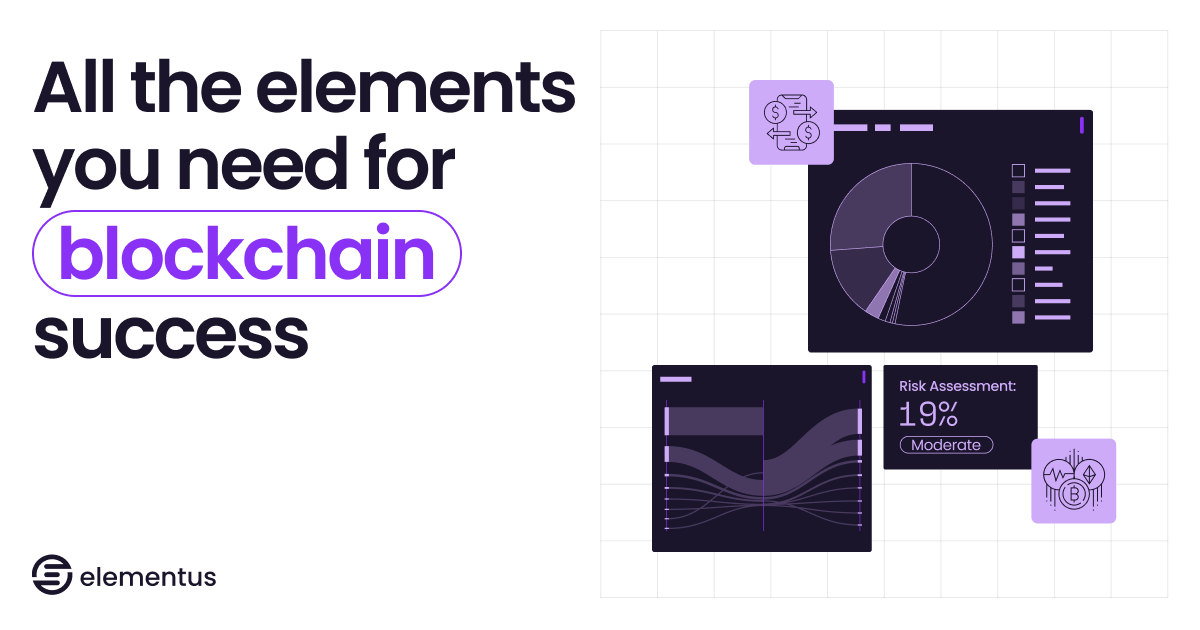 All the elements
you need for
blockchain
success
Risk Assessment:
19%
Moderate
elementus